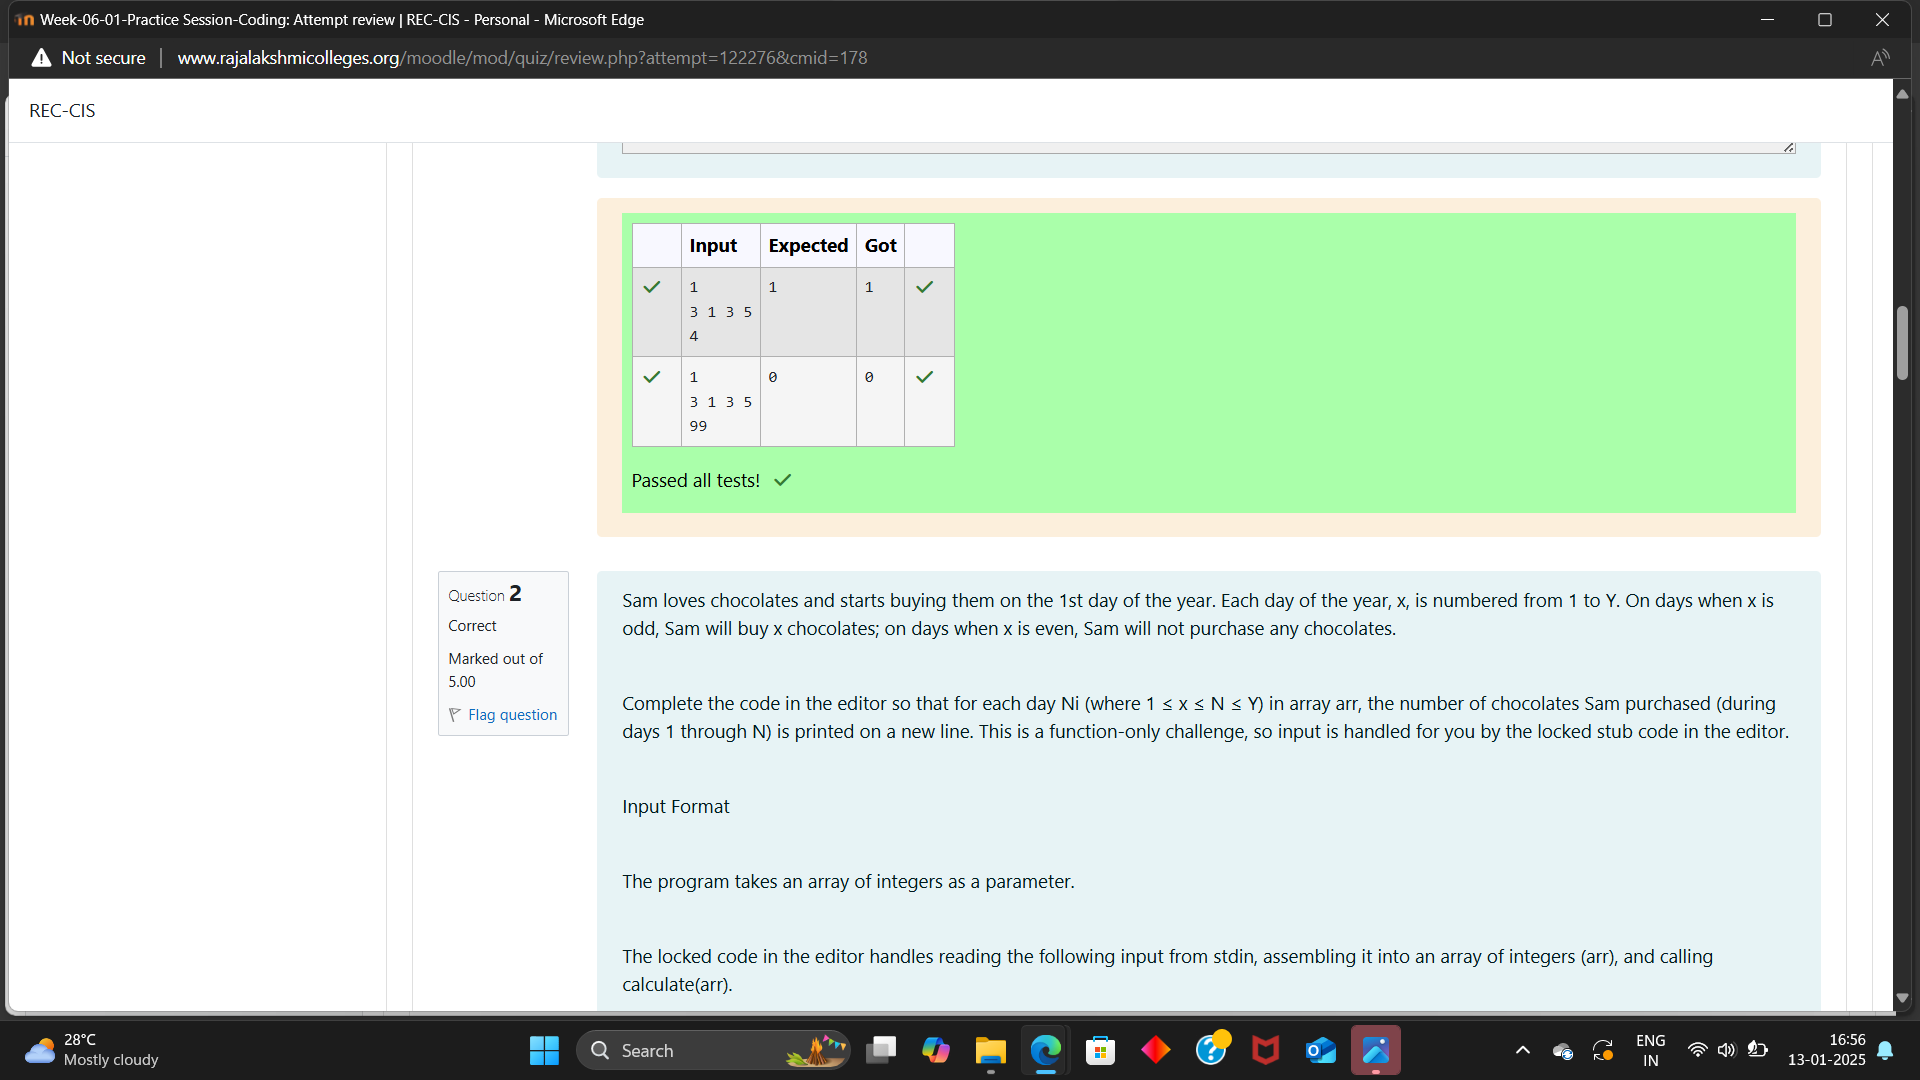 Week-06-01-Practice Session-Coding: Attempt review | REC-CIS - Personal - Microsoft Edge
Not secure | www.rajalakshmicolleges.org/moodle/mod/quiz/review.php?attempt=122276&cmid=178
REC-CIS
Input Expected Got
1 1 1
3 1 3 5
4
1 0 0
3 1 3 5
99
Passed all tests!
Question 2
Correct
Marked out of
5.00
Flag question
Sam loves chocolates and starts buying them on the 1st day of the year. Each day of the year, x, is numbered from 1 to Y. On days when x is
odd, Sam will buy x chocolates; on days when x is even, Sam will not purchase any chocolates.
Complete the code in the editor so that for each day Ni (where 1 ≤ x ≤ N ≤ Y) in array arr, the number of chocolates Sam purchased (during
days 1 through N) is printed on a new line. This is a function-only challenge, so input is handled for you by the locked stub code in the editor.
Input Format
The program takes an array of integers as a parameter.
The locked code in the editor handles reading the following input from stdin, assembling it into an array of integers (arr), and calling
calculate(arr).
28°C
Mostly cloudy
Search
ENG
IN
16:56
13-01-2025